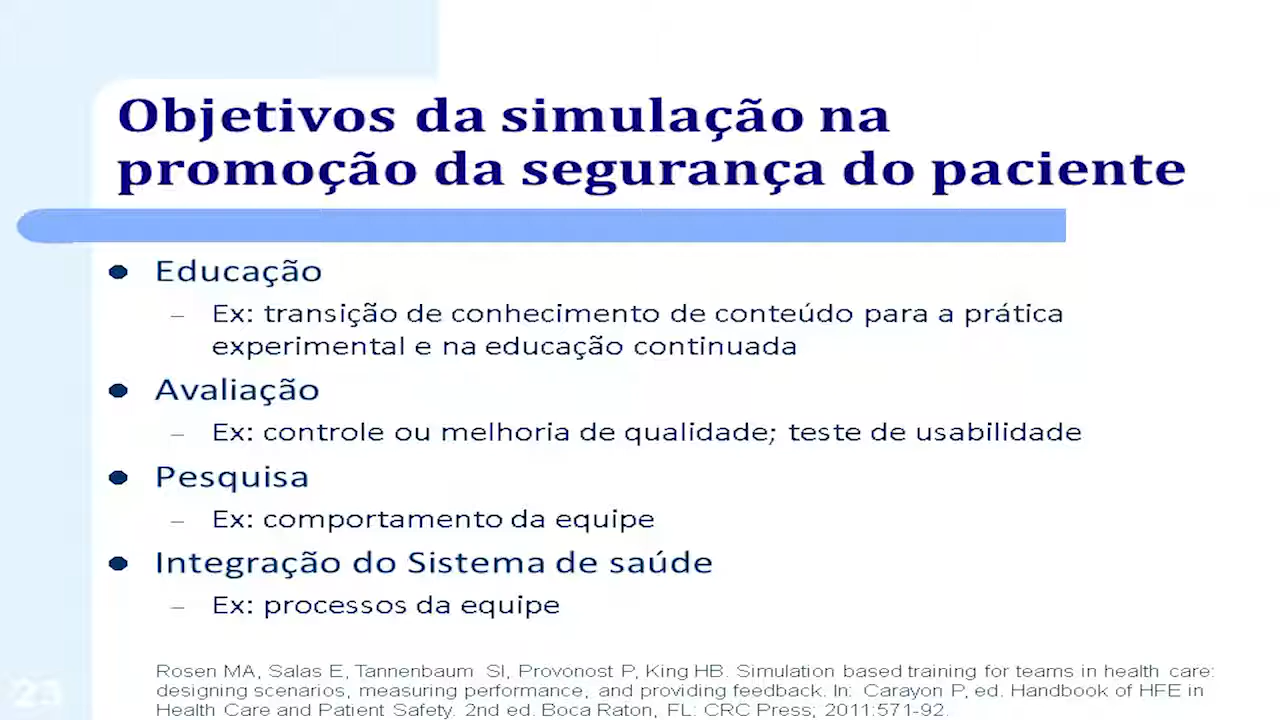 Objetivos da simulação na
promoção da segurança do paciente
● Educação
– Ex: transição de conhecimento de conteúdo para a prática
experimental e na educação continuada
● Avaliação
– Ex: controle ou melhoria de qualidade; teste de usabilidade
● Pesquisa
– Ex: comportamento da equipe
● Integração do Sistema de saúde
– Ex: processos da equipe
Rosen MA, Salas E, Tannenbaum SI, Provonost P, King HB. Simulation based training for teams in health care:
designing scenarios, measuring performance, and providing feedback. In: Carayon P, ed. Handbook of HFE in
Health Care and Patient Safety. 2nd ed. Boca Raton, FL: CRC Press; 2011:571-92.